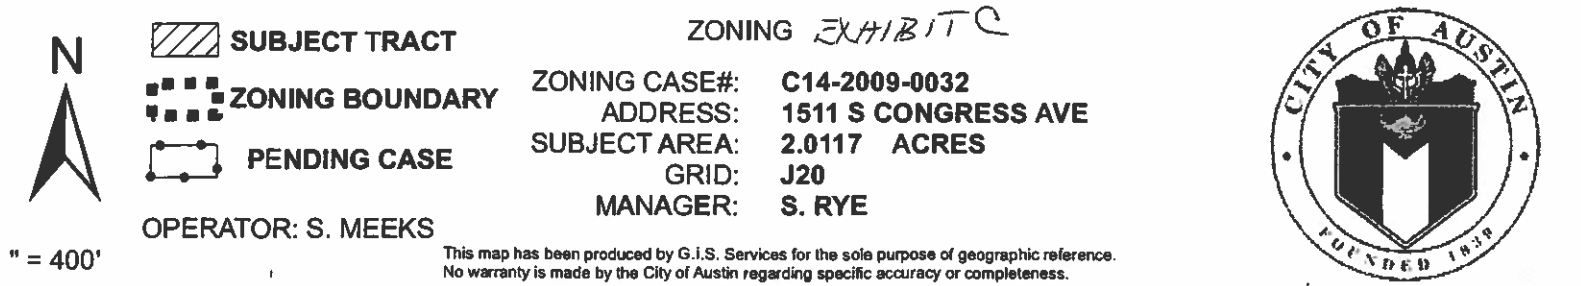 N
" = 400'
SUBJECT TRACT
ZONING BOUNDARY
PENDING CASE
OPERATOR: S. MEEKS
ZONING EXHIBIT C
ZONING CASE#: C14-2009-0032
ADDRESS: 1511 S CONGRESS AVE
SUBJECT AREA: 2.0117 ACRES
GRID: J20
MANAGER: S. RYE
This map has been produced by G.I.S. Services for the sole purpose of geographic reference.
No warranty is made by the City of Austin regarding specific accuracy or completeness.
CITY OF AUSTIN
FOUNDED 1839